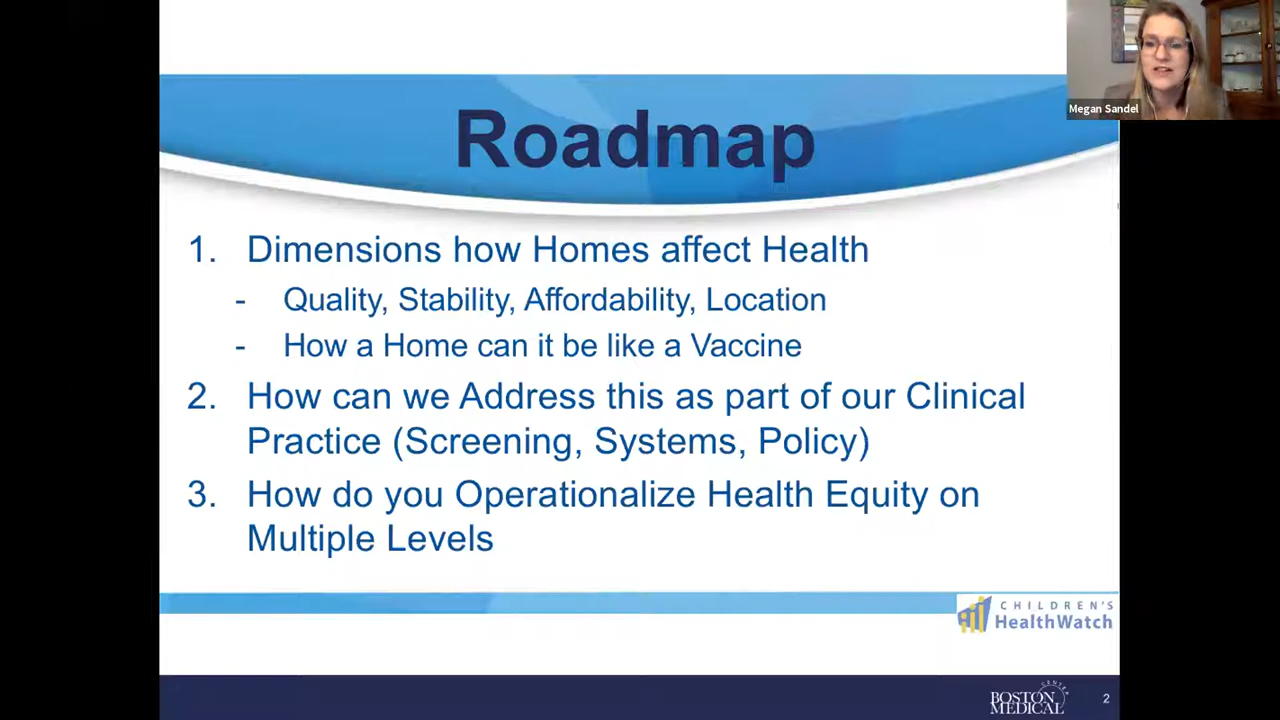 Megan Sandel
Roadmap
1. Dimensions how Homes affect Health
- Quality, Stability, Affordability, Location
- How a Home can it be like a Vaccine
2. How can we Address this as part of our Clinical
Practice (Screening, Systems, Policy)
3. How do you Operationalize Health Equity on
Multiple Levels
CHILDREN'S
HealthWatch
BOSTON
MEDICAL
CENTER
2